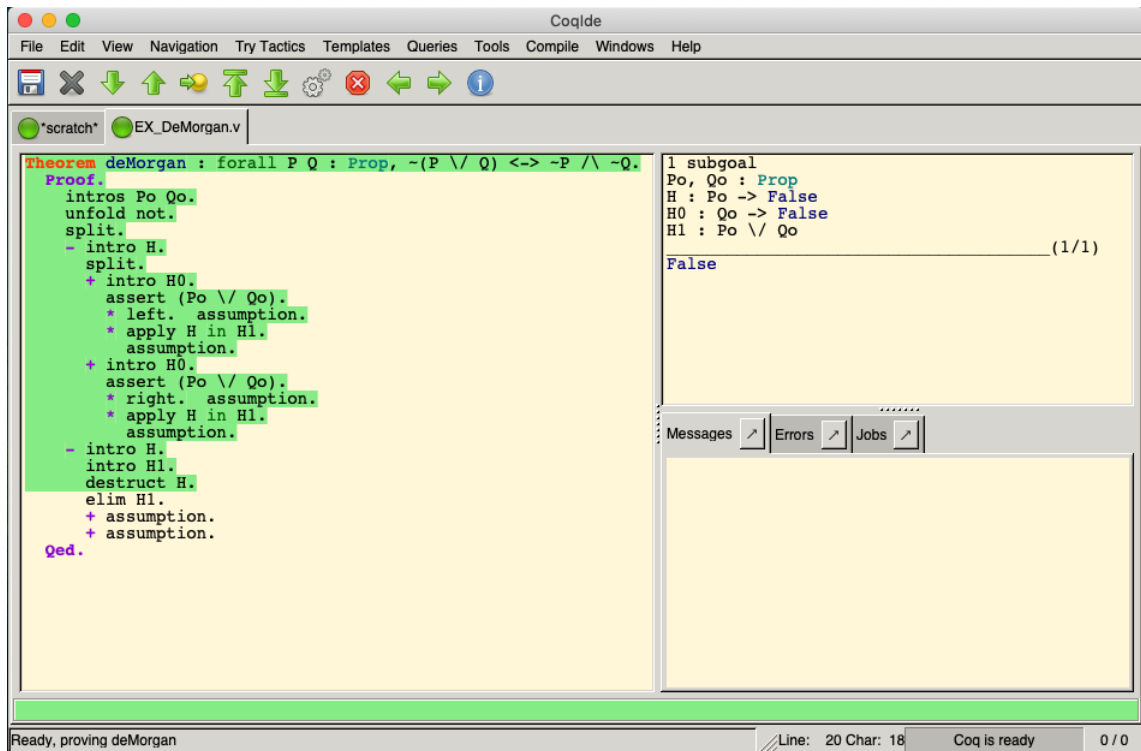 CoqIde
File Edit View Navigation Try Tactics Templates Queries Tools Compile Windows Help
*scratch* EX_DeMorgan.v
Theorem deMorgan : forall P Q : Prop, ~(P \/ Q) <-> ~P /\ ~Q.
Proof.
intros Po Qo.
unfold not.
split.
- intro H.
split.
+ intro H0.
assert (Po \/ Qo).
* left. assumption.
* apply H in H1.
assumption.
+ intro H0.
assert (Po \/ Qo).
* right. assumption.
* apply H in H1.
assumption.
- intro H.
intro H1.
destruct H.
elim H1.
+ assumption.
+ assumption.
Qed.
1 subgoal
Po, Qo : Prop
H : Po -> False
H0 : Qo -> False
H1 : Po \/ Qo
______________________________________(1/1)
False
Messages Errors Jobs
Ready, proving deMorgan
Line: 20 Char: 18 Coq is ready 0 / 0